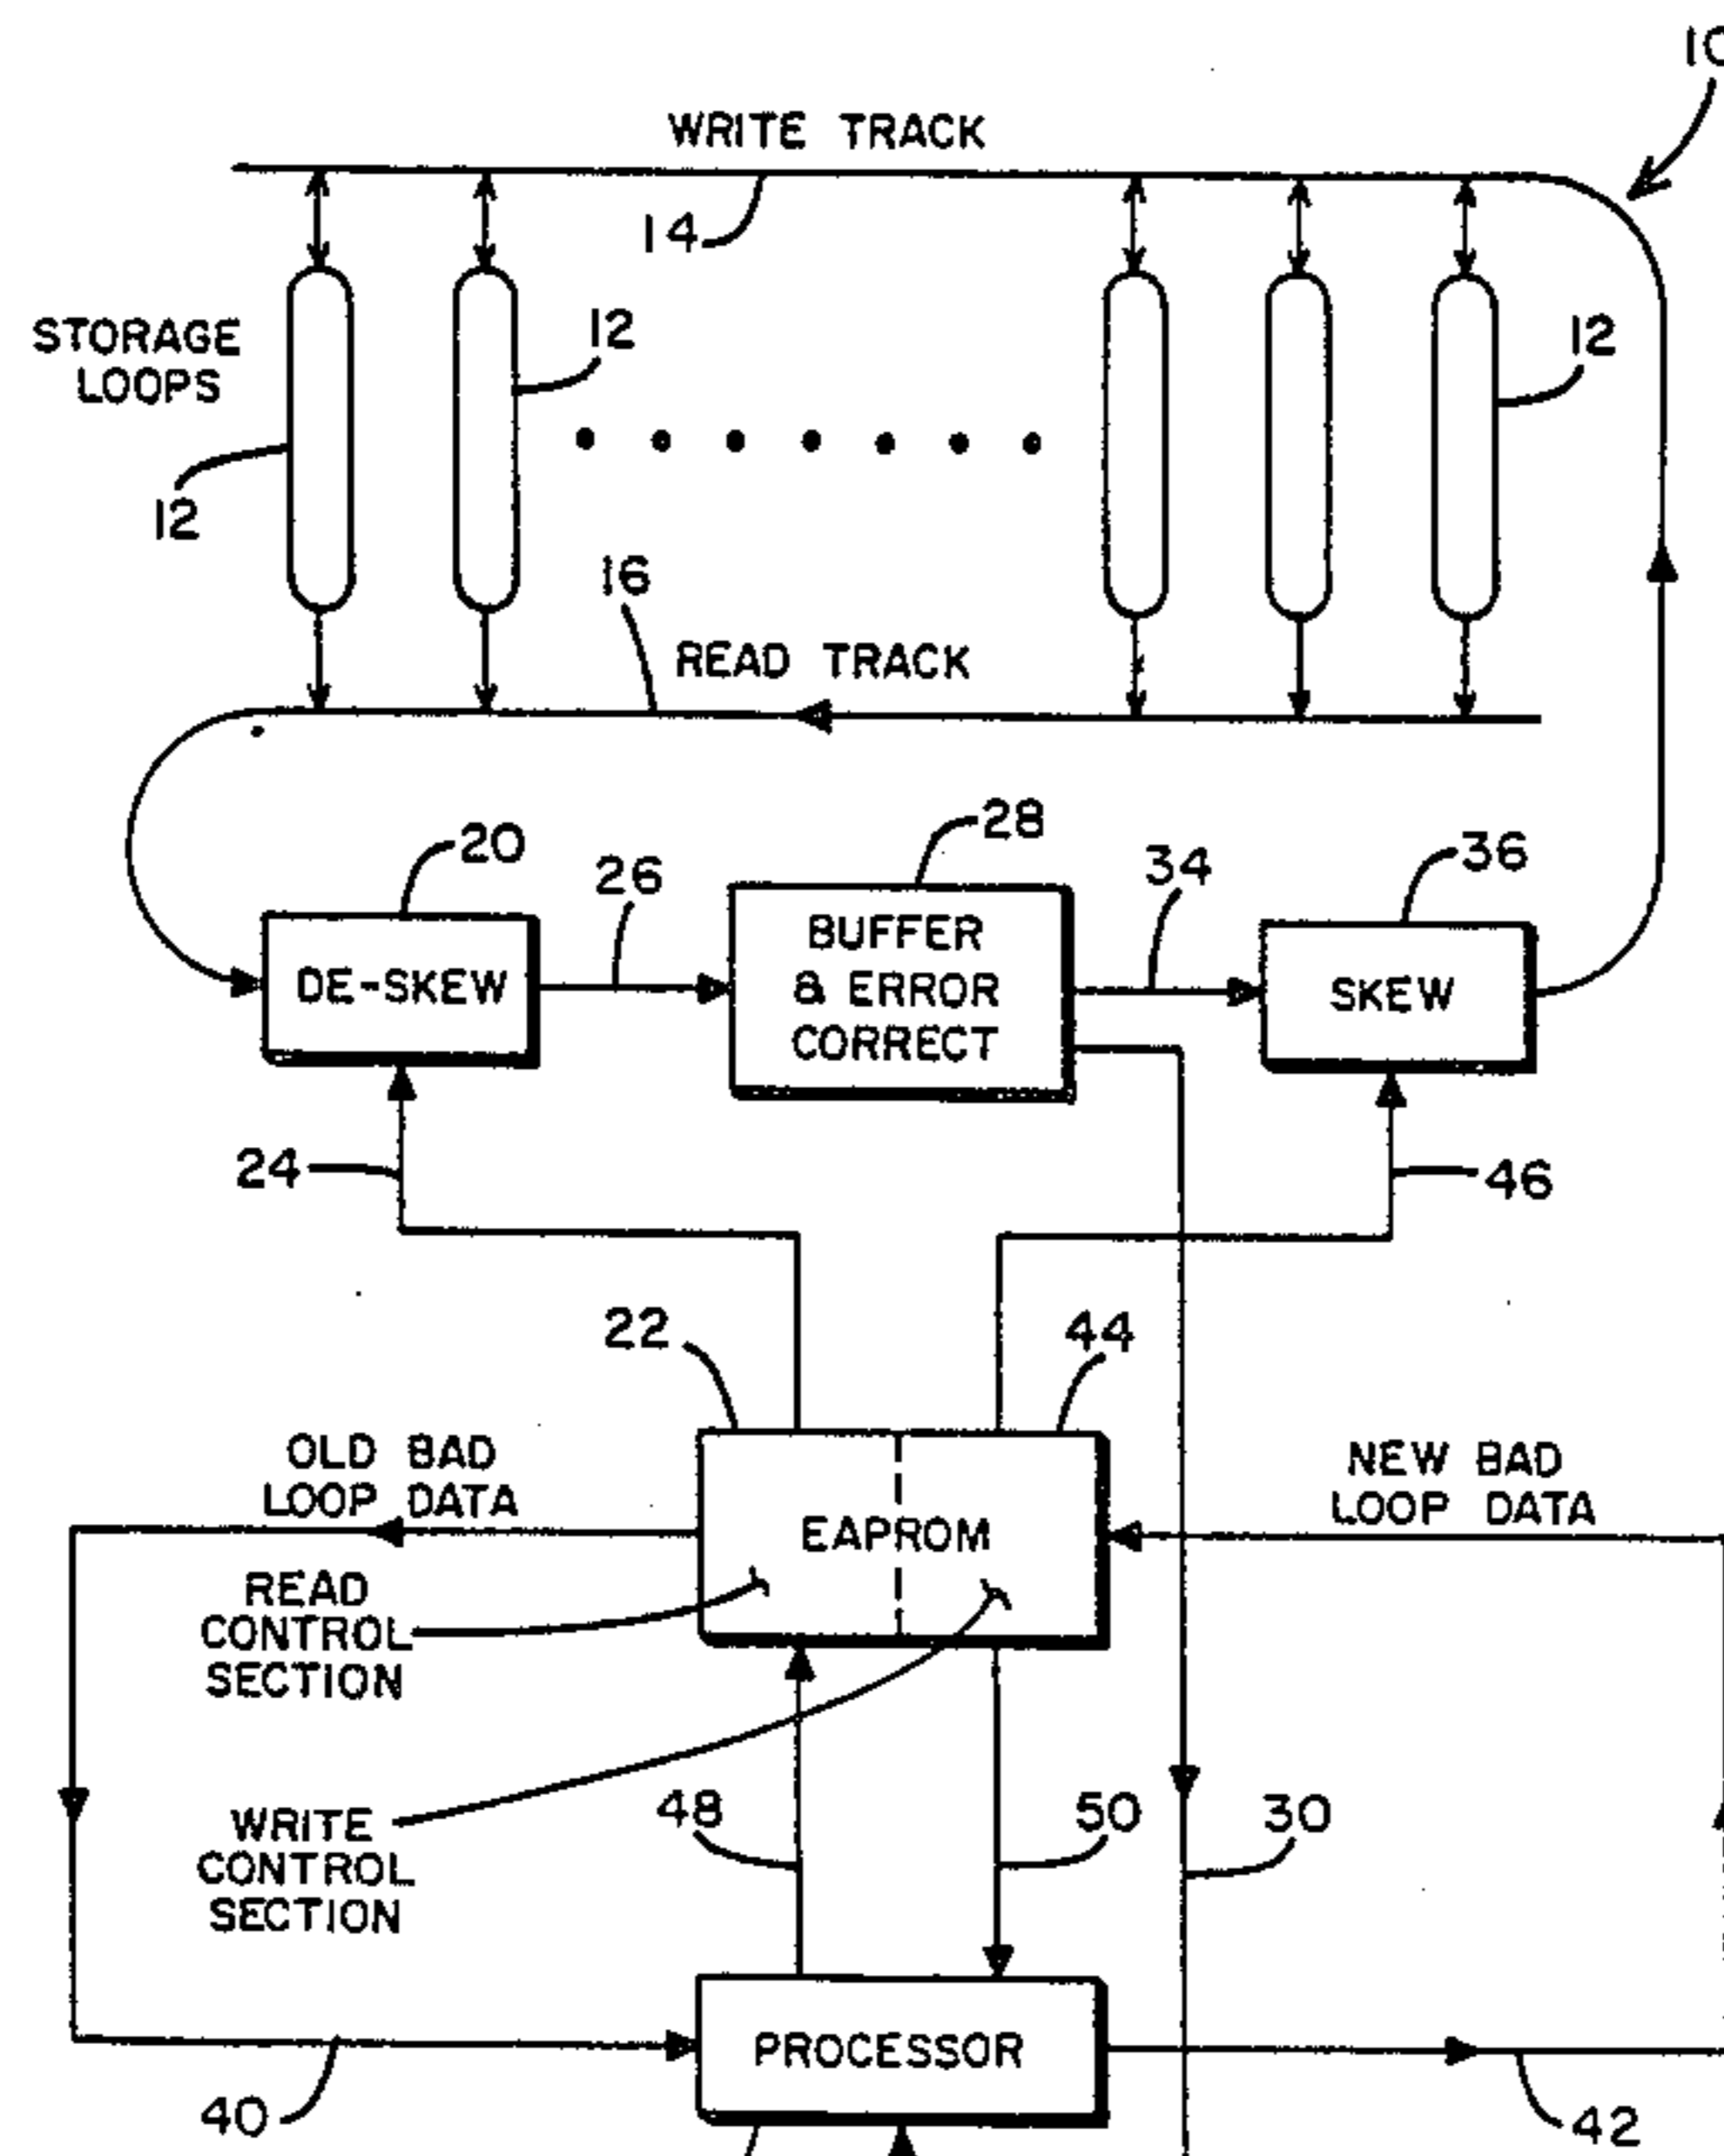 10
WRITE TRACK
14
STORAGE
LOOPS
12
12
12
16
READ TRACK
20
26
28
34
36
DE-SKEW
BUFFER
& ERROR
CORRECT
SKEW
24
46
22
44
OLD BAD
LOOP DATA
NEW BAD
LOOP DATA
EAPROM
READ
CONTROL
SECTION
WRITE
CONTROL
SECTION
48
50
30
PROCESSOR
40
42